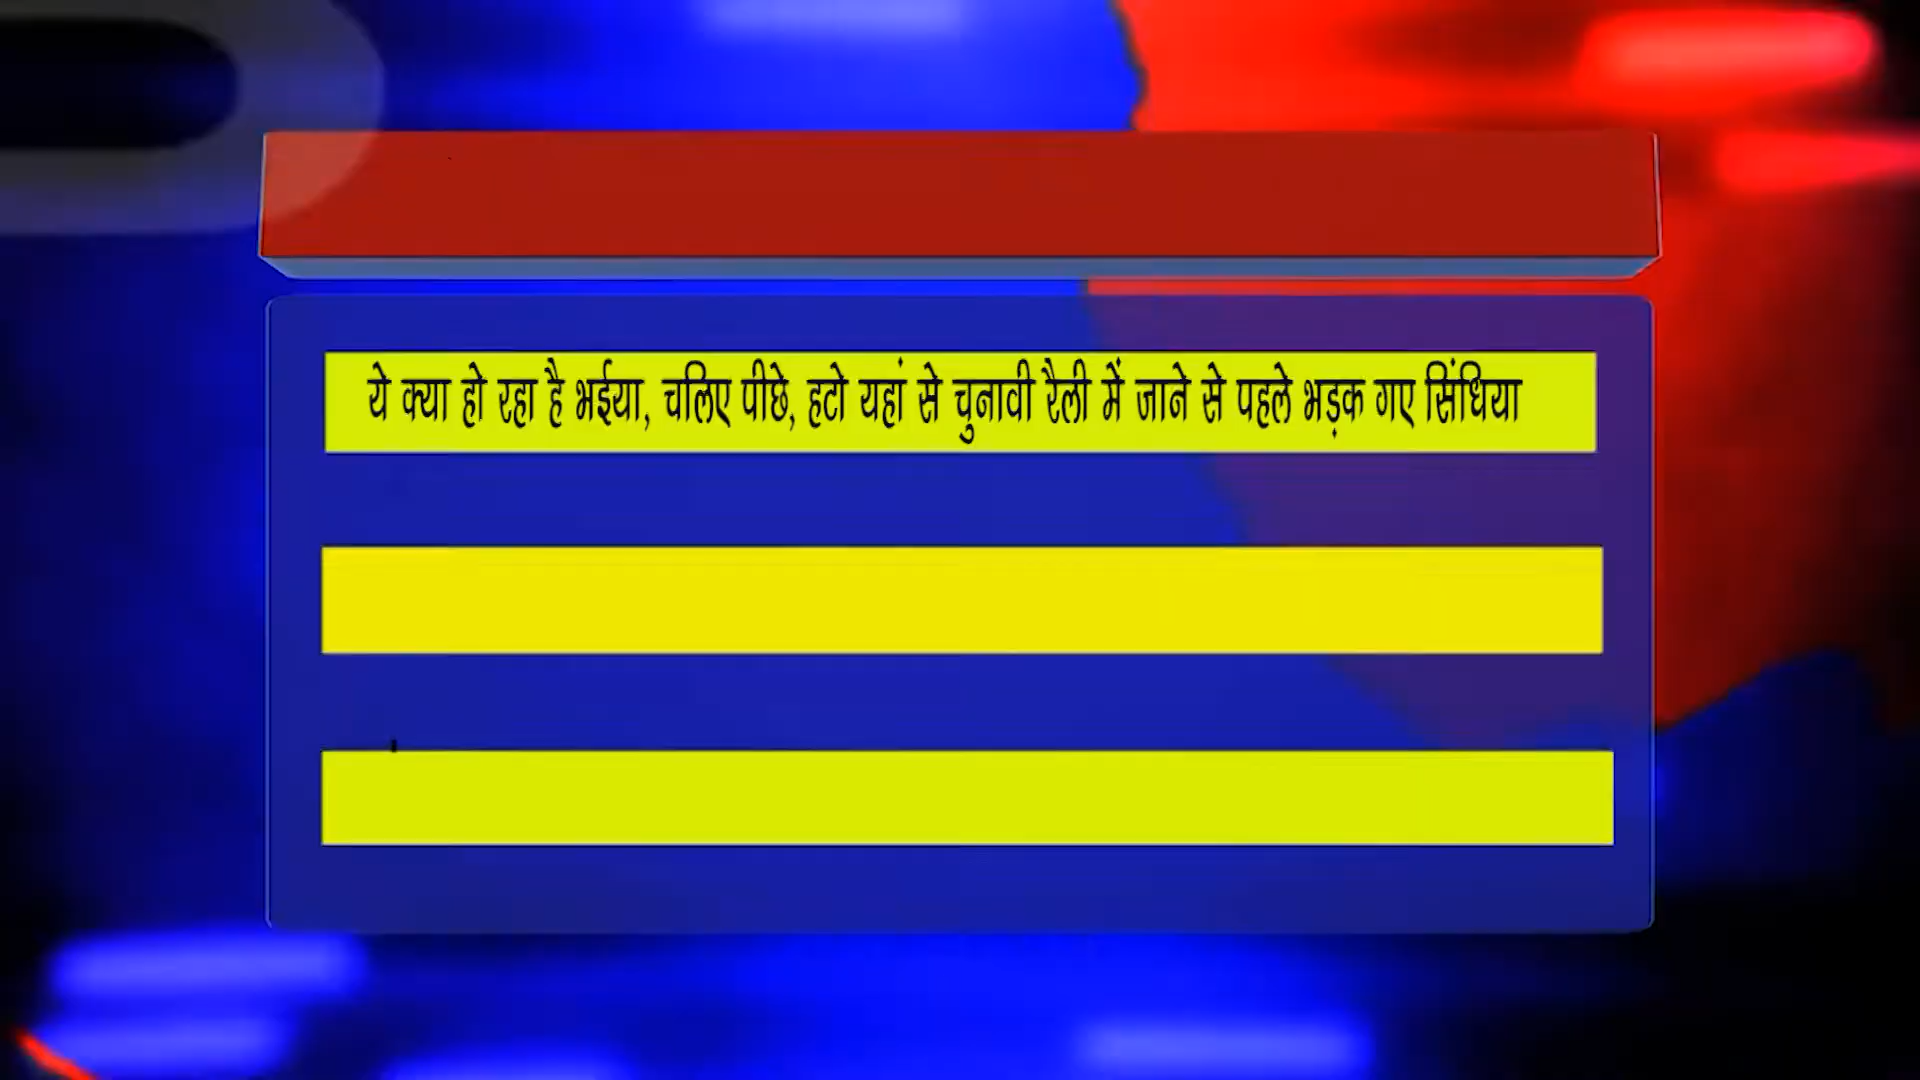 ये क्या हो रहा है भईया, चलिए पीछे, हटो यहां से चुनावी रैली में जाने से पहले भड़क गए सिंधिया